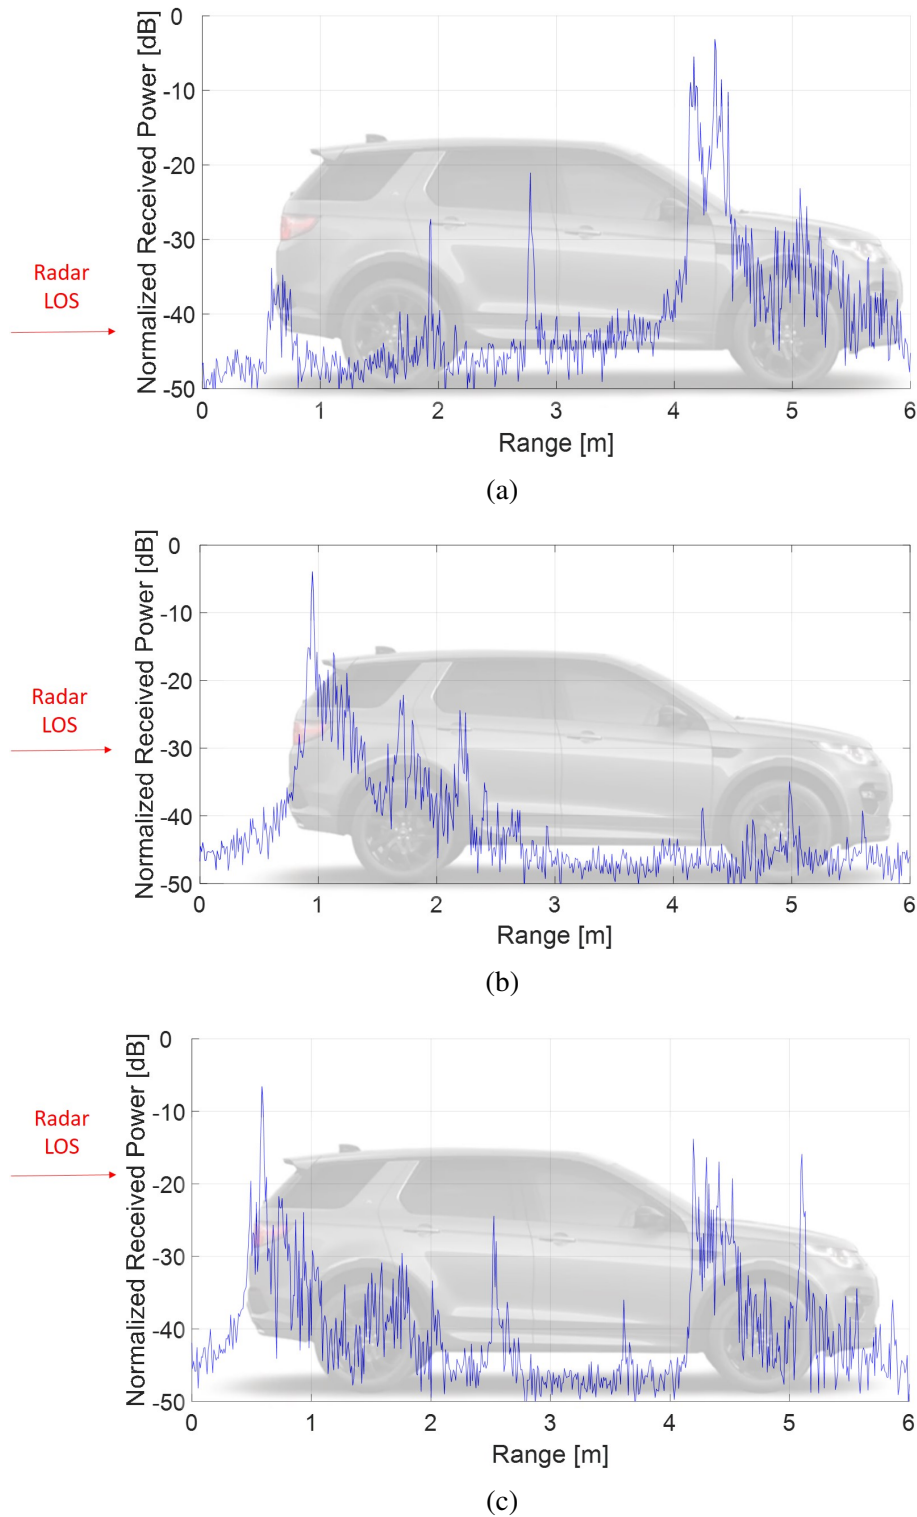 Normalized Received Power [dB]
0
-10
-20
-30
-40
-50
Radar
LOS
0 1 2 3 4 5 6
Range [m]
(a)
Normalized Received Power [dB]
0
-10
-20
-30
-40
-50
Radar
LOS
0 1 2 3 4 5 6
Range [m]
(b)
Normalized Received Power [dB]
0
-10
-20
-30
-40
-50
Radar
LOS
0 1 2 3 4 5 6
Range [m]
(c)